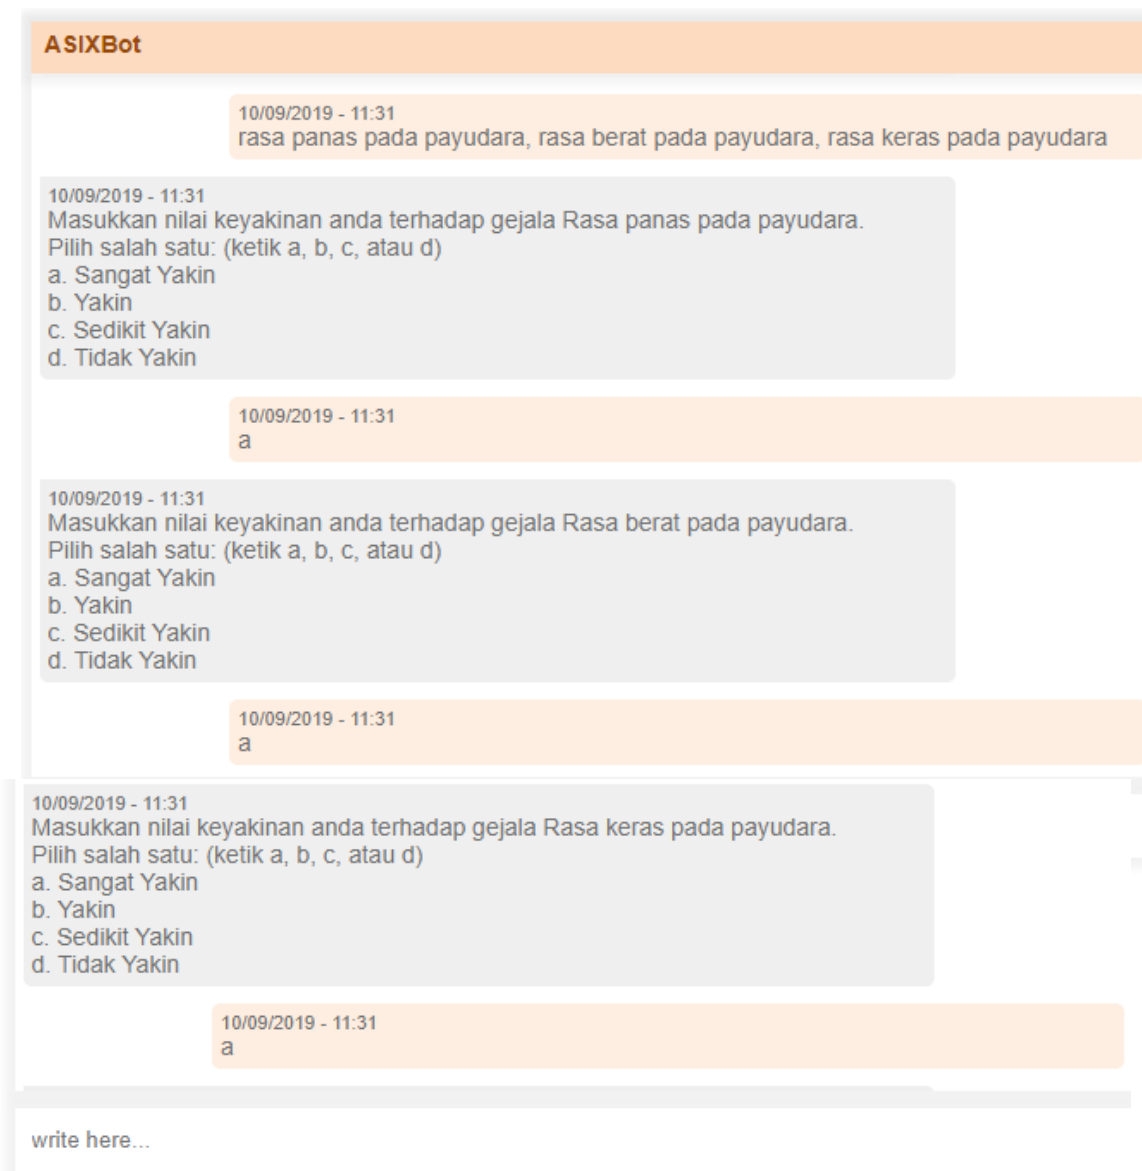 ASIXBot
10/09/2019 - 11:31
rasa panas pada payudara, rasa berat pada payudara, rasa keras pada payudara
10/09/2019 - 11:31
Masukkan nilai keyakinan anda terhadap gejala Rasa panas pada payudara.
Pilih salah satu: (ketik a, b, c, atau d)
a. Sangat Yakin
b. Yakin
c. Sedikit Yakin
d. Tidak Yakin
10/09/2019 - 11:31
a
10/09/2019 - 11:31
Masukkan nilai keyakinan anda terhadap gejala Rasa berat pada payudara.
Pilih salah satu: (ketik a, b, c, atau d)
a. Sangat Yakin
b. Yakin
c. Sedikit Yakin
d. Tidak Yakin
10/09/2019 - 11:31
a
10/09/2019 - 11:31
Masukkan nilai keyakinan anda terhadap gejala Rasa keras pada payudara.
Pilih salah satu: (ketik a, b, c, atau d)
a. Sangat Yakin
b. Yakin
c. Sedikit Yakin
d. Tidak Yakin
10/09/2019 - 11:31
a
write here...